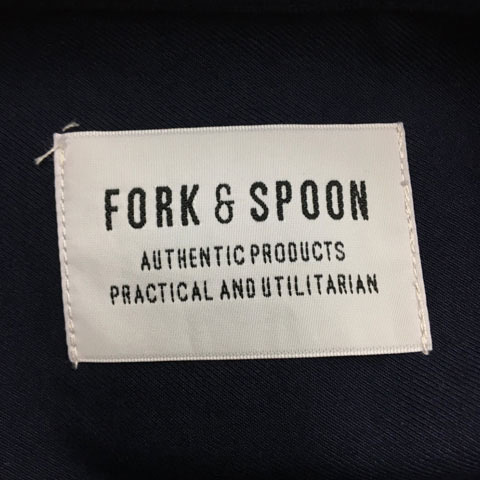 FORK & SPOON
AUTHENTIC PRODUCTS
PRACTICAL AND UTILITARIAN